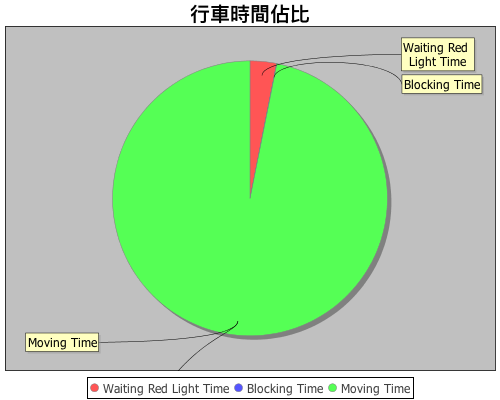 行車時間佔比
Waiting Red
Light Time
Blocking Time
Moving Time
Waiting Red Light Time Blocking Time Moving Time